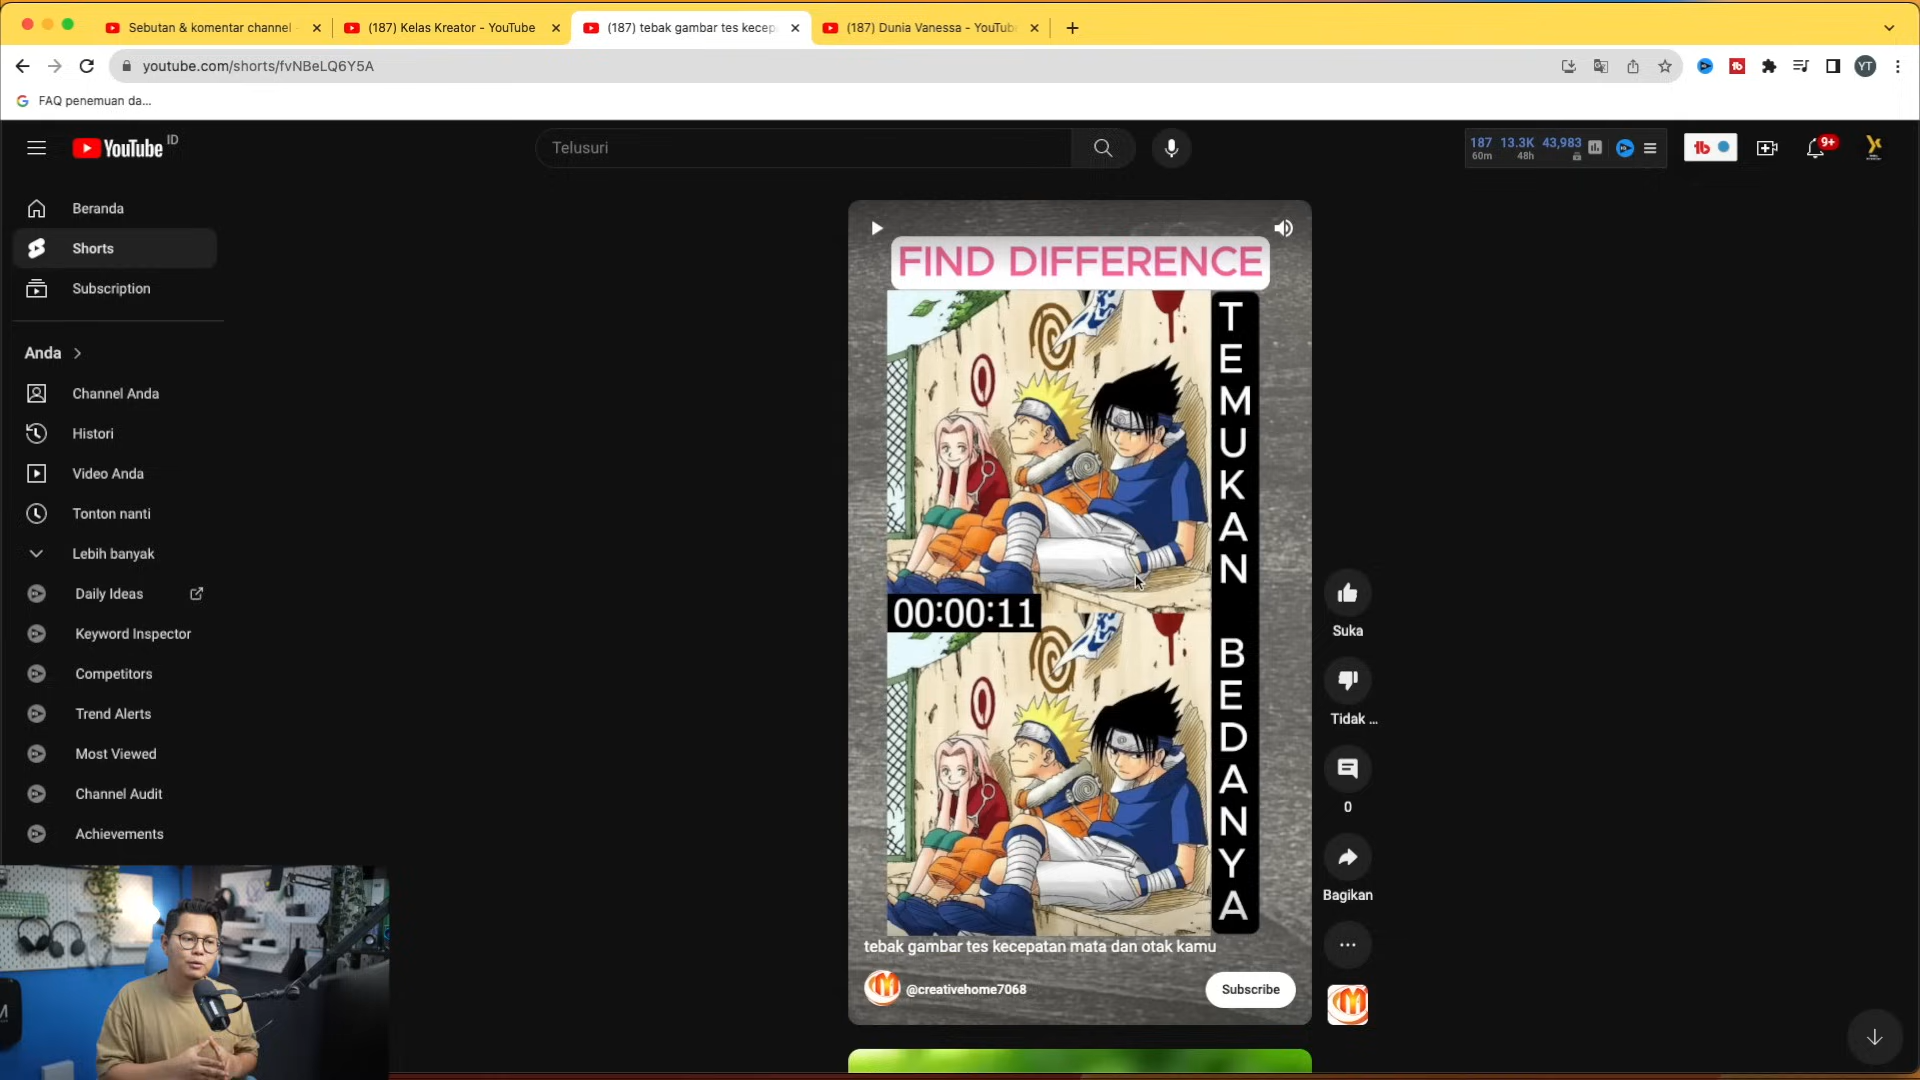 Sebutan & komentar channel -
(187) Kelas Kreator - YouTube
(187) tebak gambar tes kecep
(187) Dunia Vanessa - YouTube
youtube.com/shorts/fvNBeLQ6Y5A
YT
FAQ penemuan da...
YouTube ID
Telusuri
187 13.3K 43,983
60m 48h
tb
9+
Beranda
Shorts
Subscription
Anda
Channel Anda
Histori
Video Anda
Tonton nanti
Lebih banyak
Daily Ideas
Keyword Inspector
Competitors
Trend Alerts
Most Viewed
Channel Audit
Achievements
FIND DIFFERENCE
TEMUKAN BEDANYA
00:00:11
tebak gambar tes kecepatan mata dan otak kamu
@creativehome7068
Subscribe
Suka
Tidak ...
0
Bagikan